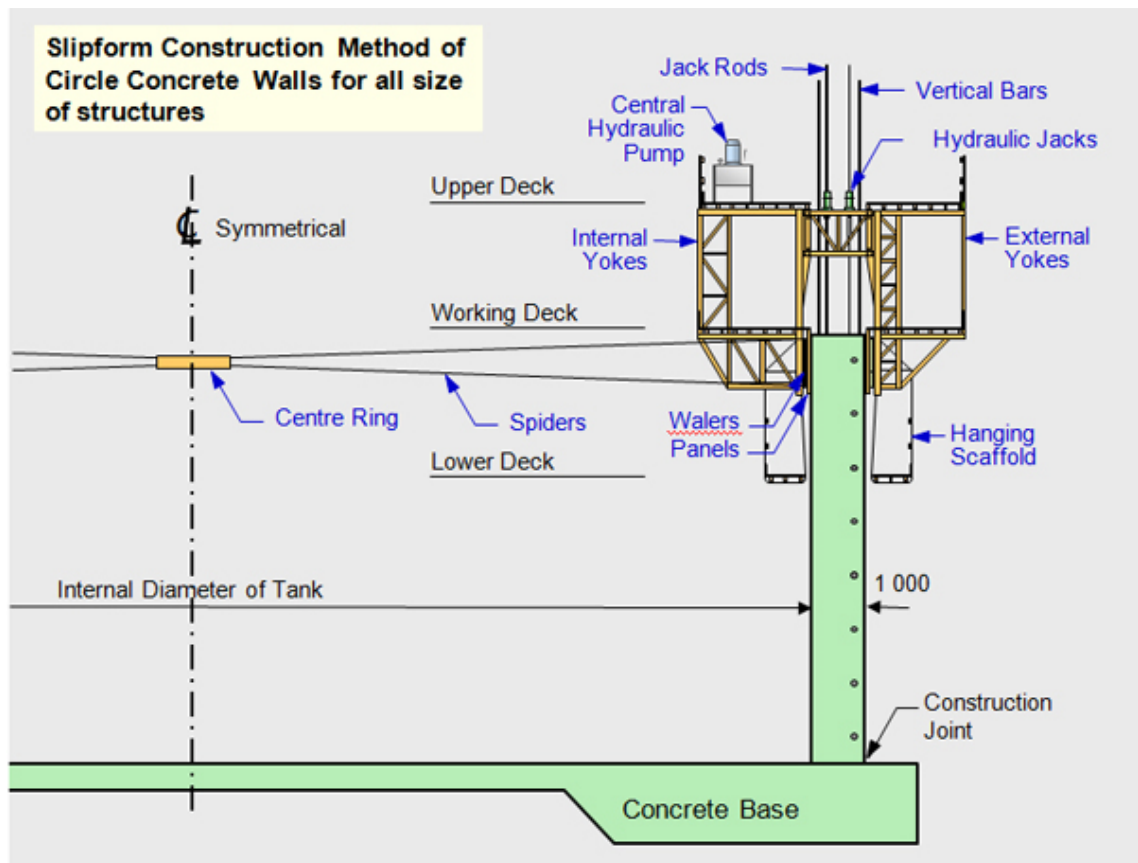 Slipform Construction Method of
Circle Concrete Walls for all size
of structures
Jack Rods
Vertical Bars
Central
Hydraulic
Pump
Hydraulic Jacks
Upper Deck
Symmetrical
Internal
Yokes
External
Yokes
Working Deck
Centre Ring
Spiders
Walers
Panels
Hanging
Scaffold
Lower Deck
Internal Diameter of Tank
1 000
Construction
Joint
Concrete Base